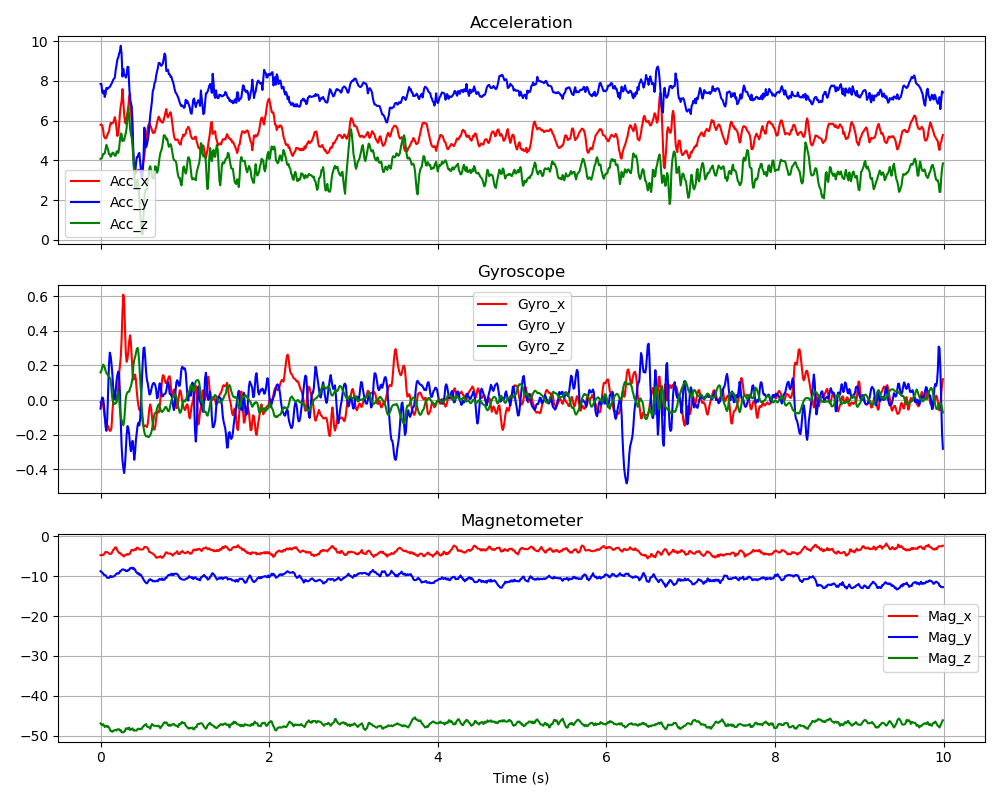 Acceleration
10
8
6
4
2
0
Acc_x
Acc_y
Acc_z
Gyroscope
0.6
0.4
0.2
0.0
−0.2
−0.4
Gyro_x
Gyro_y
Gyro_z
Magnetometer
0
−10
−20
−30
−40
−50
Mag_x
Mag_y
Mag_z
0 2 4 6 8 10
Time (s)